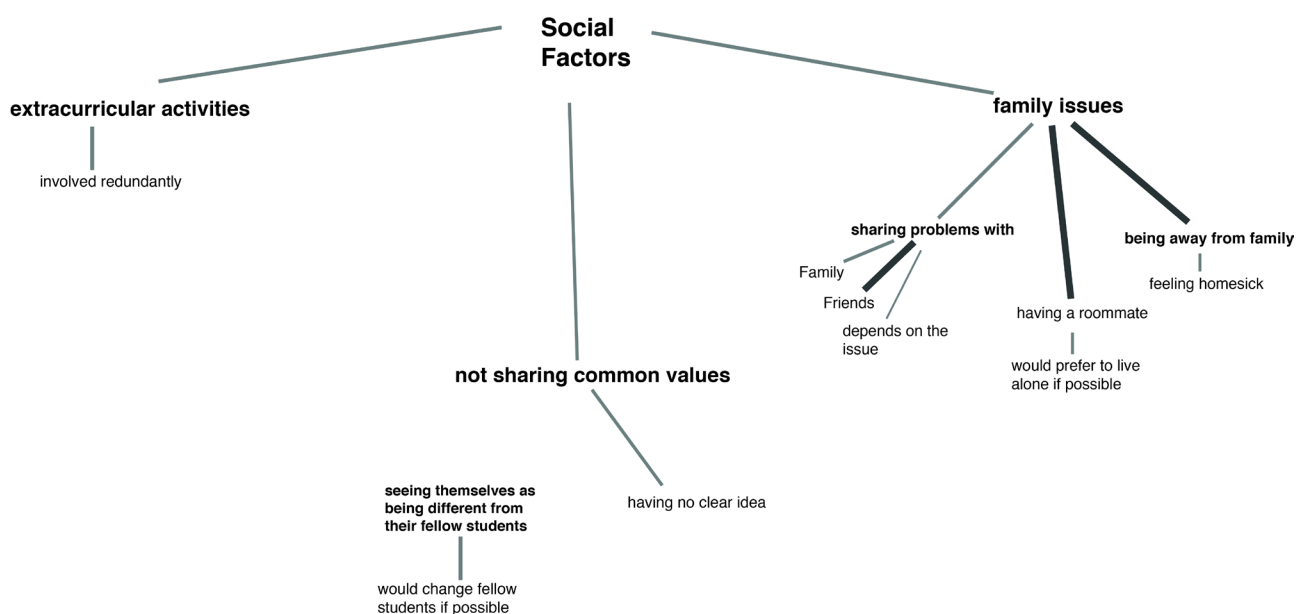 Social
Factors
extracurricular activities
family issues
involved redundantly
sharing problems with
being away from family
Family
feeling homesick
Friends
having a roommate
depends on the
issue
would prefer to live
alone if possible
not sharing common values
seeing themselves as
being different from
their fellow students
having no clear idea
would change fellow
students if possible